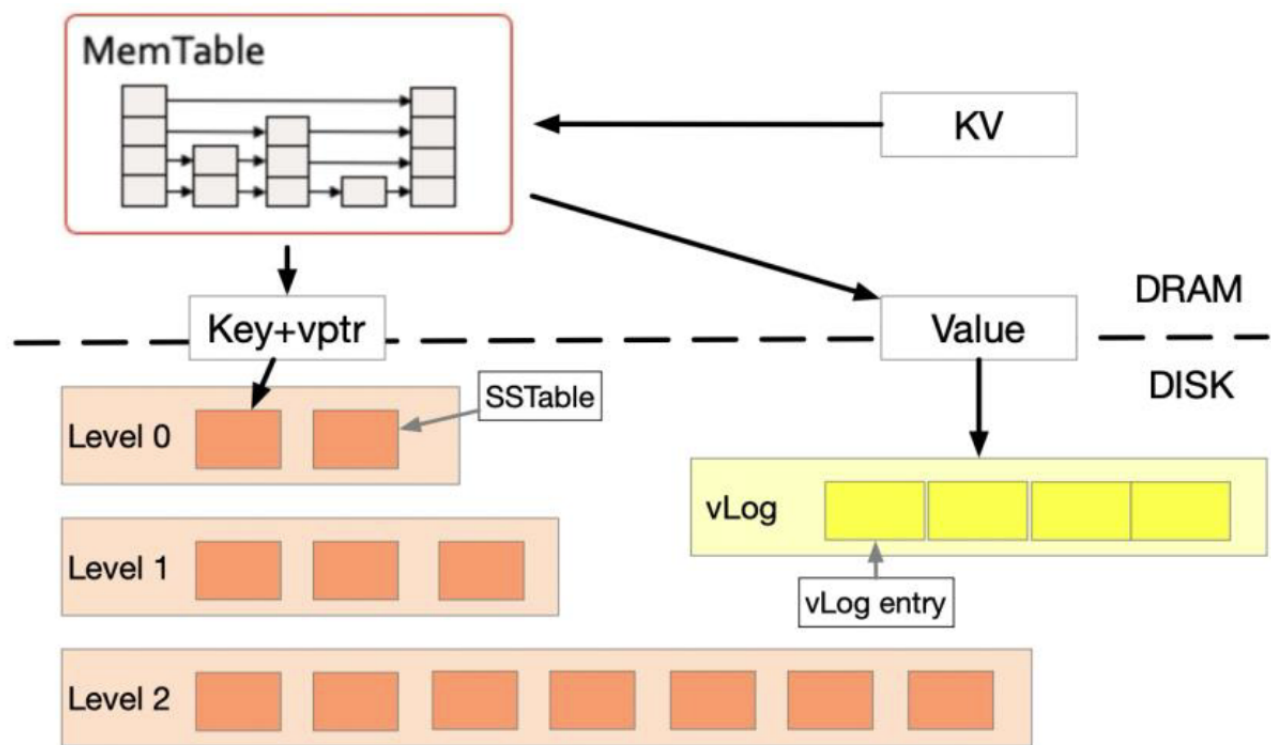 MemTable
KV
DRAM
Key+vptr
Value
DISK
SSTable
Level 0
vLog
Level 1
vLog entry
Level 2